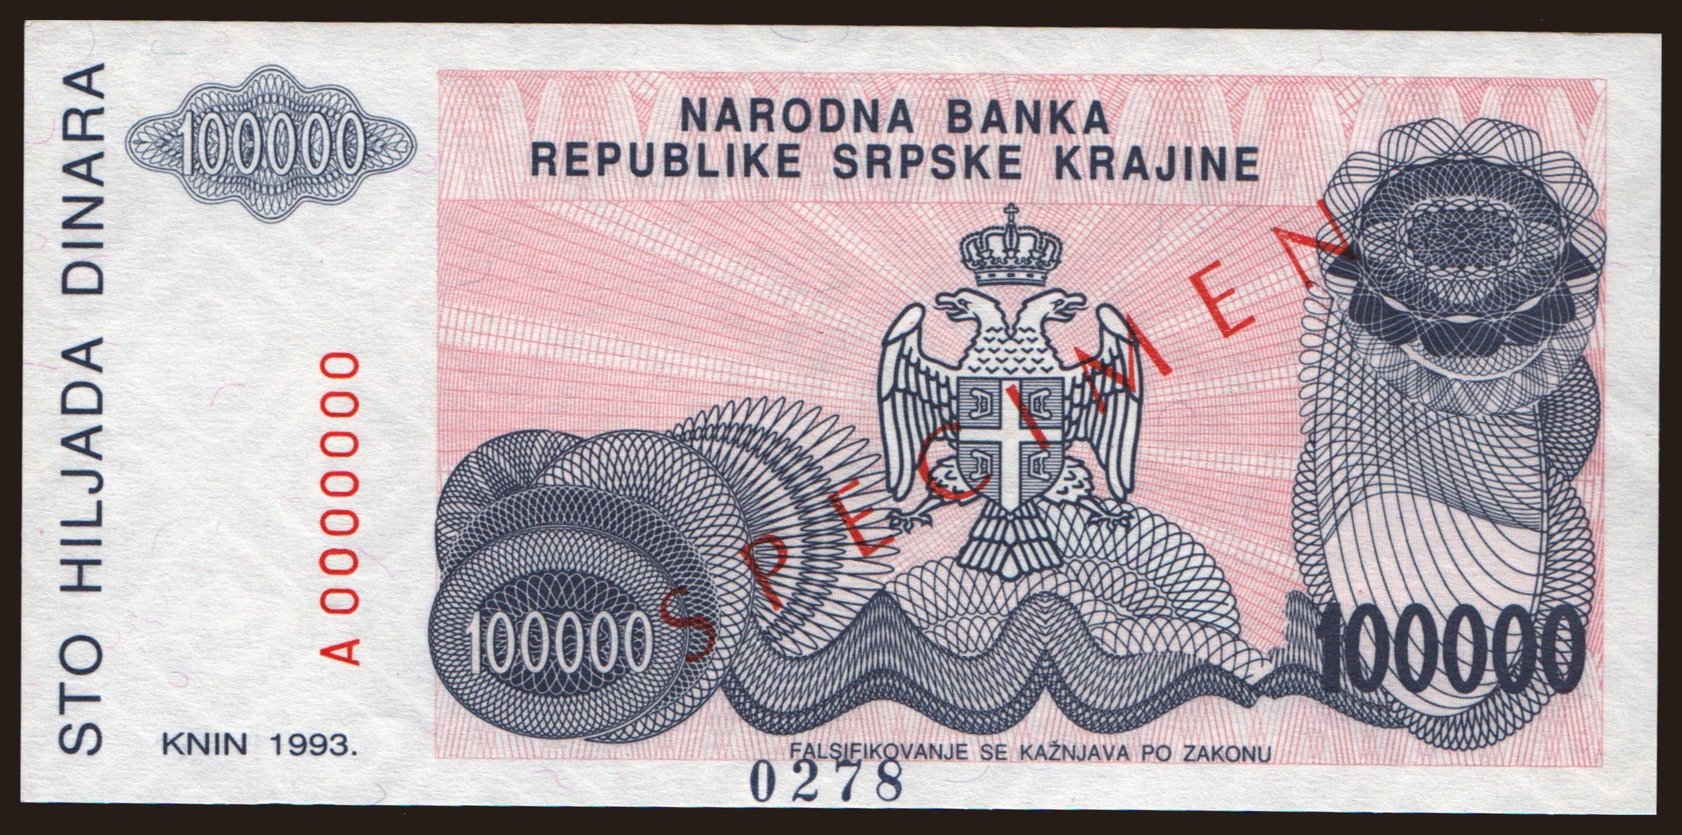 STO HILJADA DINARA
100000
A 0000000
KNIN 1993.
NARODNA BANKA
REPUBLIKE SRPSKE KRAJINE
SPECIMEN
100000
100000
FALSIFIKOVANJE SE KAŽNJAVA PO ZAKONU
0278